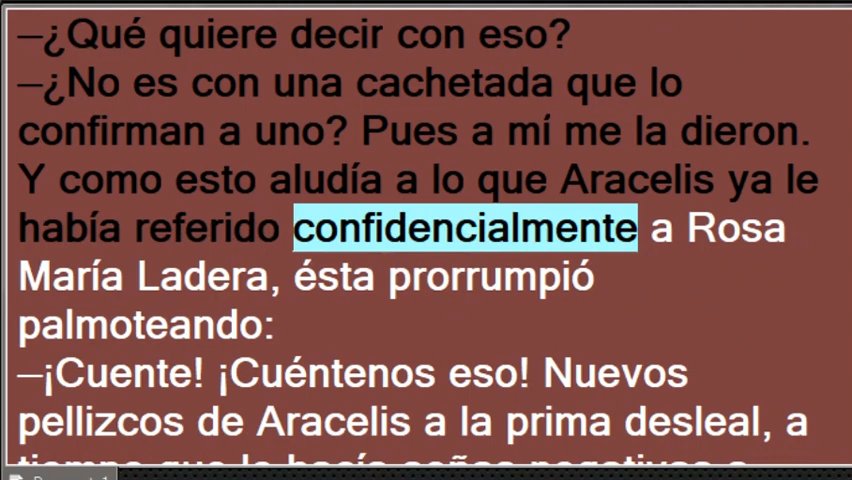 —¿Qué quiere decir con eso?
—¿No es con una cachetada que lo
confirman a uno? Pues a mí me la dieron.
Y como esto aludía a lo que Aracelis ya le
había referido confidencialmente a Rosa
María Ladera, ésta prorrumpió
palmoteando:
—¡Cuente! ¡Cuéntenos eso! Nuevos
pellizcos de Aracelis a la prima desleal, a